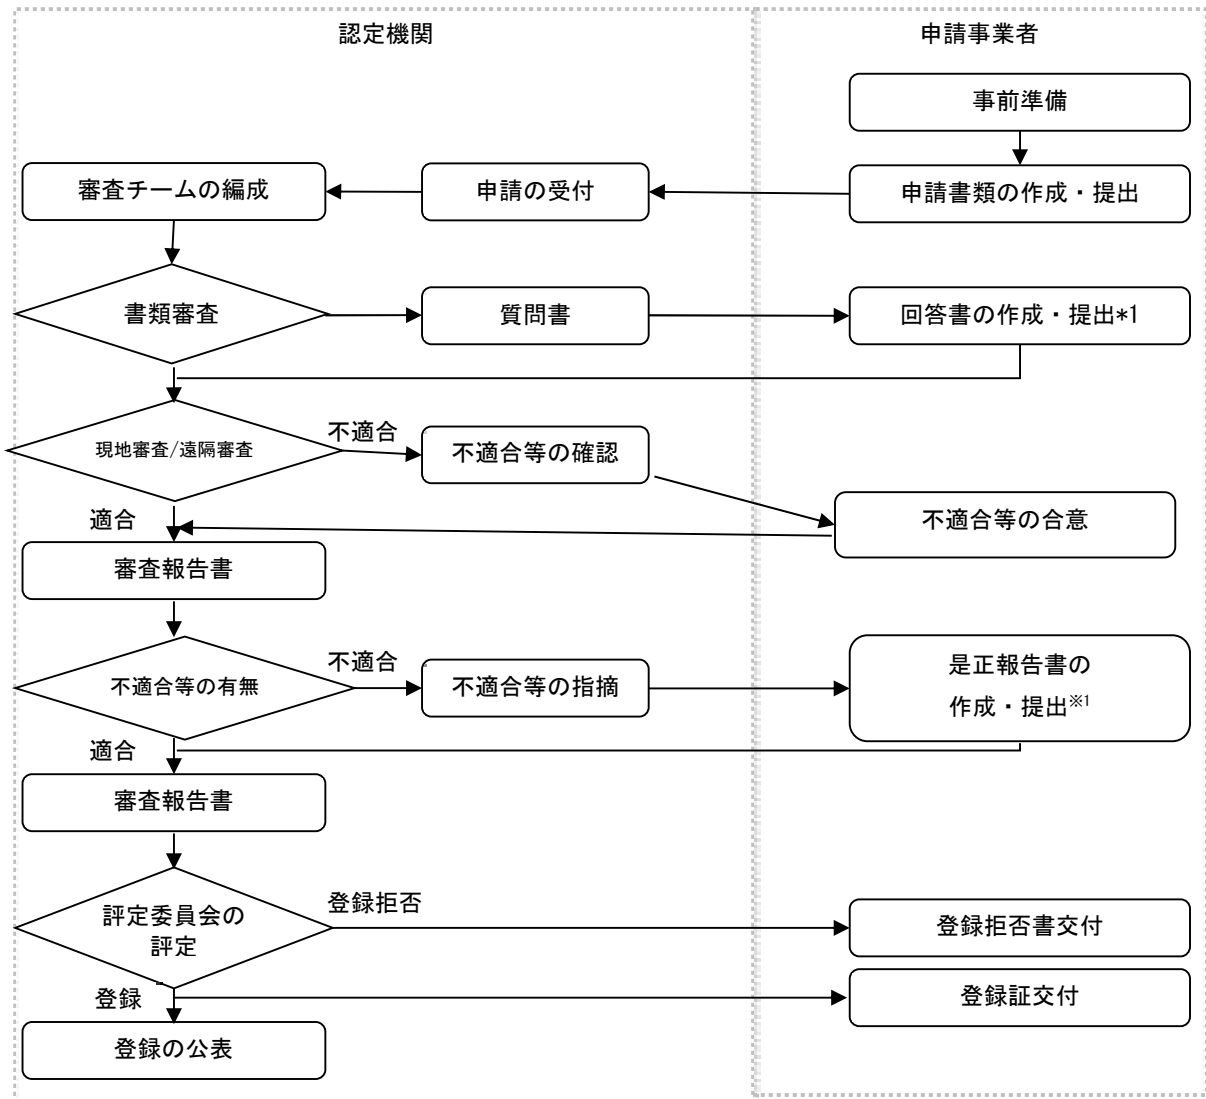 認定機関
申請事業者
事前準備
審査チームの編成
申請の受付
申請書類の作成・提出
書類審査
質問書
回答書の作成・提出*1
現地審査/遠隔審査
不適合
不適合等の確認
不適合等の合意
適合
審査報告書
不適合等の有無
不適合
不適合等の指摘
是正報告書の
作成・提出※1
適合
審査報告書
評定委員会の
評定
登録拒否
登録拒否書交付
登録
登録証交付
登録の公表